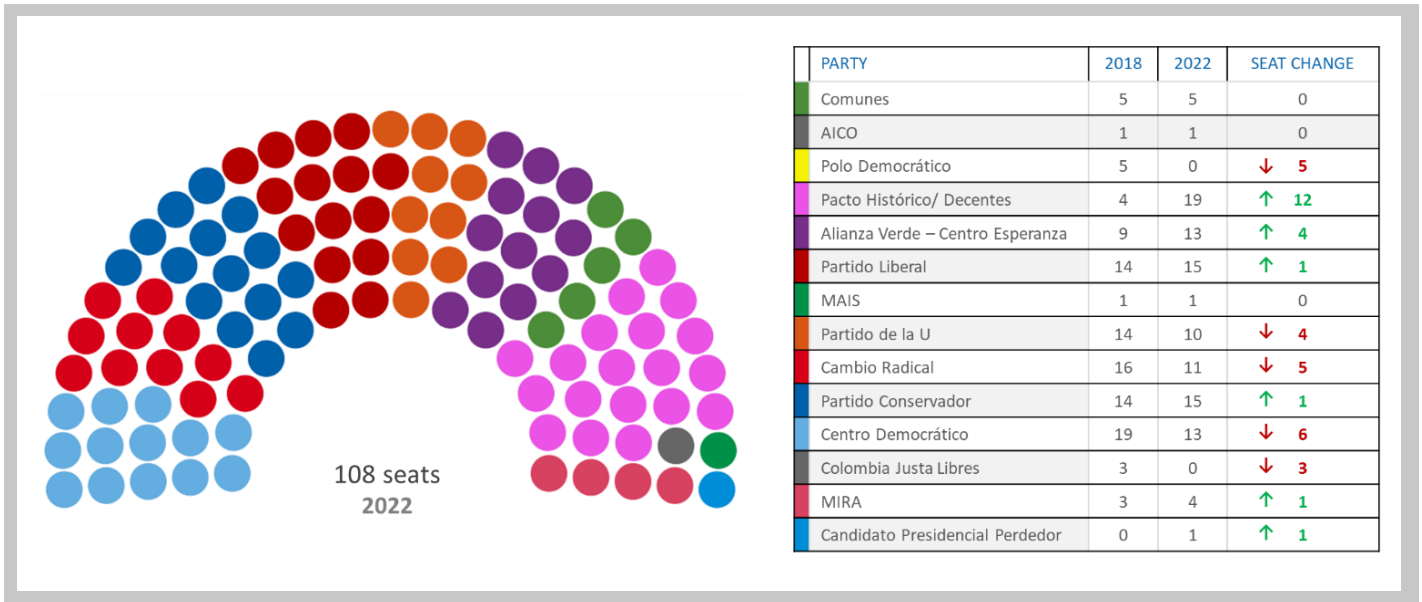 108 seats
2022
PARTY 2018 2022 SEAT CHANGE
Comunes 5 5 0
AICO 1 1 0
Polo Democrático 5 0 ↓ 5
Pacto Histórico/ Decentes 4 19 ↑ 12
Alianza Verde – Centro Esperanza 9 13 ↑ 4
Partido Liberal 14 15 ↑ 1
MAIS 1 1 0
Partido de la U 14 10 ↓ 4
Cambio Radical 16 11 ↓ 5
Partido Conservador 14 15 ↑ 1
Centro Democrático 19 13 ↓ 6
Colombia Justa Libres 3 0 ↓ 3
MIRA 3 4 ↑ 1
Candidato Presidencial Perdedor 0 1 ↑ 1